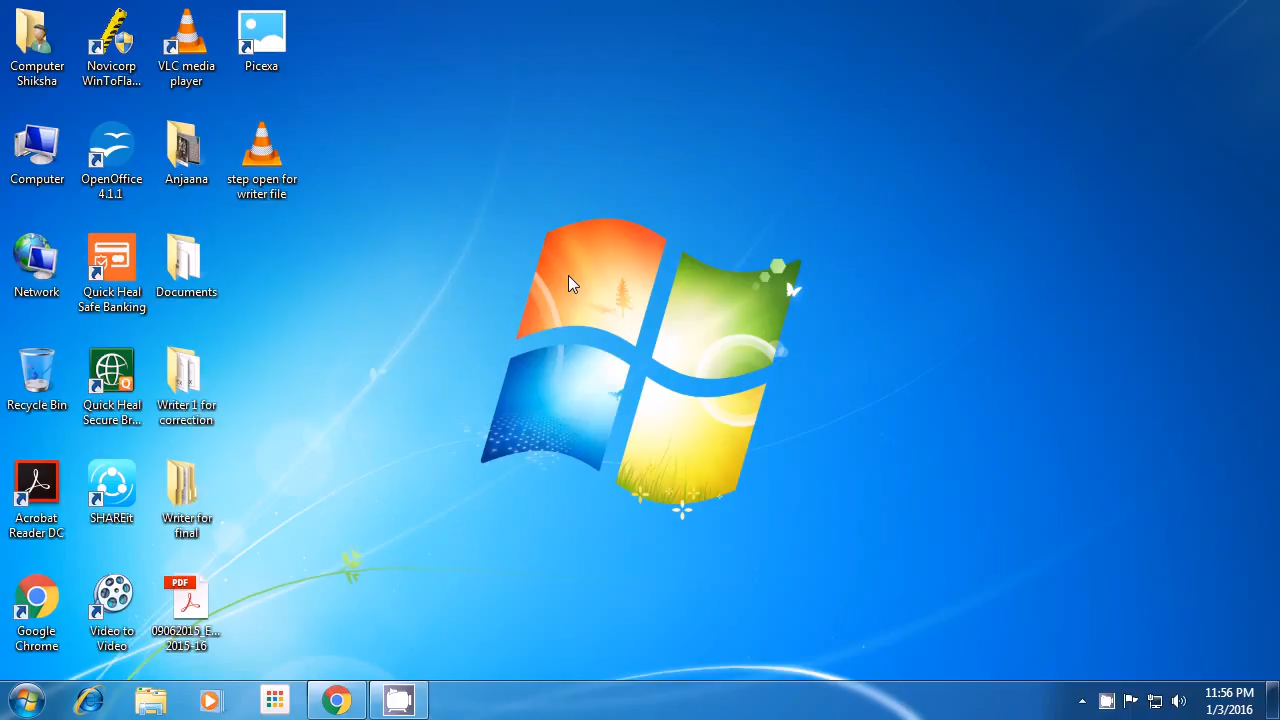 Computer
Shiksha
Novicorp
WinToFla...
VLC media
player
Picexa
Computer
OpenOffice
4.1.1
Anjaana
step open for
writer file
Network
Quick Heal
Safe Banking
Documents
Recycle Bin
Quick Heal
Secure Br...
Writer 1 for
correction
Acrobat
Reader DC
SHAREit
Writer for
final
Google
Chrome
Video to
Video
PDF
09062015_E...
2015-16
11:56 PM
1/3/2016